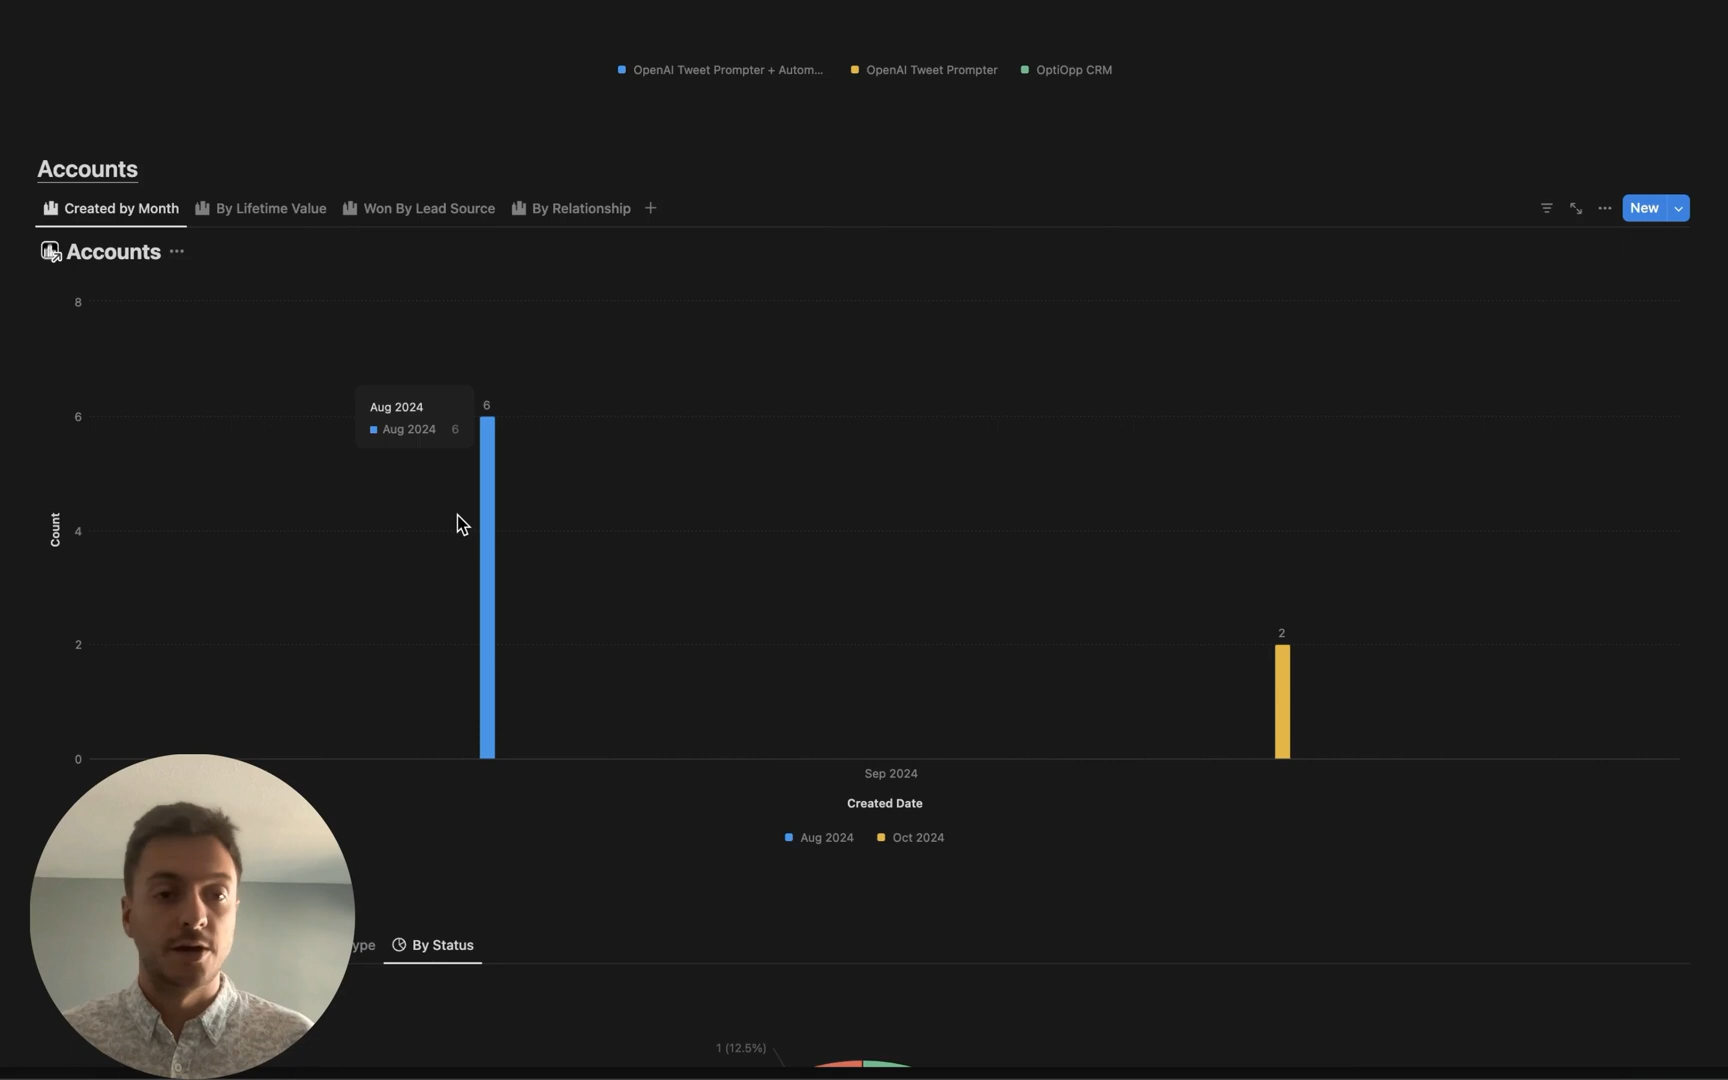 OpenAI Tweet Prompter + Autom... OpenAI Tweet Prompter OptiOpp CRM
Accounts
Created by Month By Lifetime Value Won By Lead Source By Relationship +
New
Accounts
8
6
4
2
0
Count
Aug 2024
Aug 2024 6
6
2
Sep 2024
Created Date
Aug 2024 Oct 2024
ype By Status
1 (12.5%)